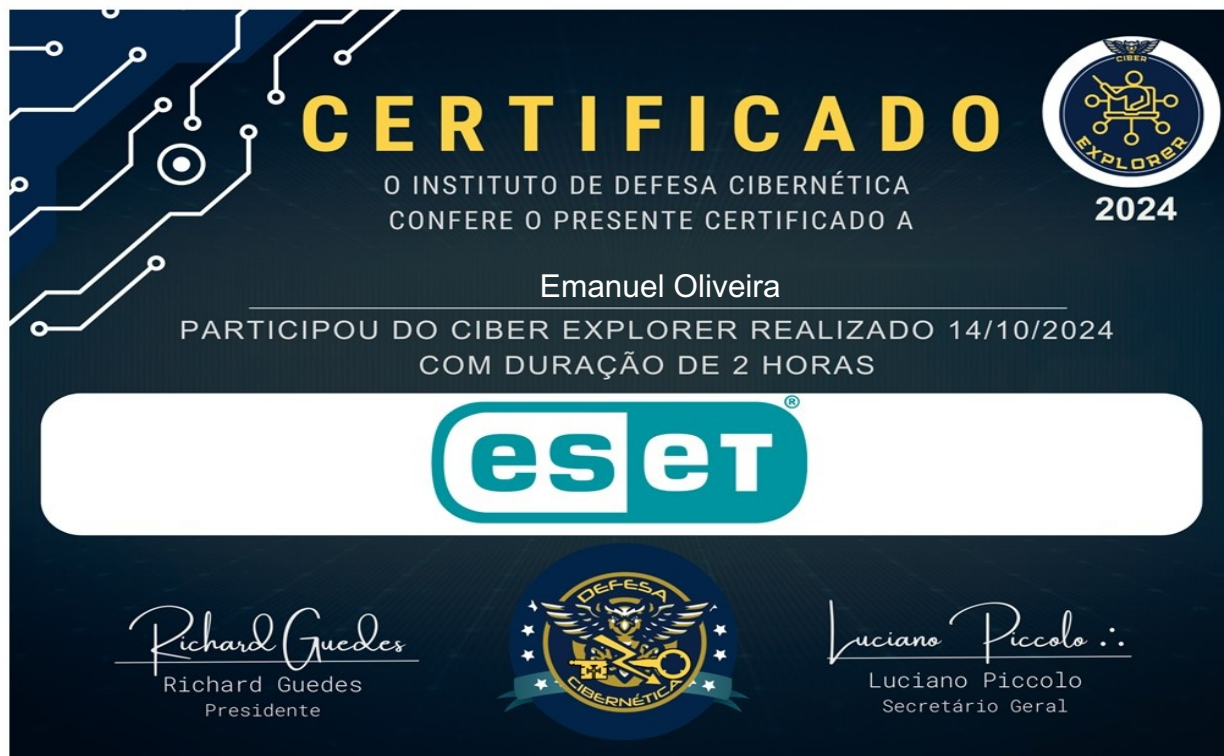 CERTIFICADO
CIBER
EXPLORER
2024
O INSTITUTO DE DEFESA CIBERNÉTICA
CONFERE O PRESENTE CERTIFICADO A
Emanuel Oliveira
PARTICIPOU DO CIBER EXPLORER REALIZADO 14/10/2024
COM DURAÇÃO DE 2 HORAS
eseT®
DEFESA
CIBERNÉTICA
Richard Guedes
Richard Guedes
Presidente
Luciano Piccolo ∴
Luciano Piccolo
Secretário Geral